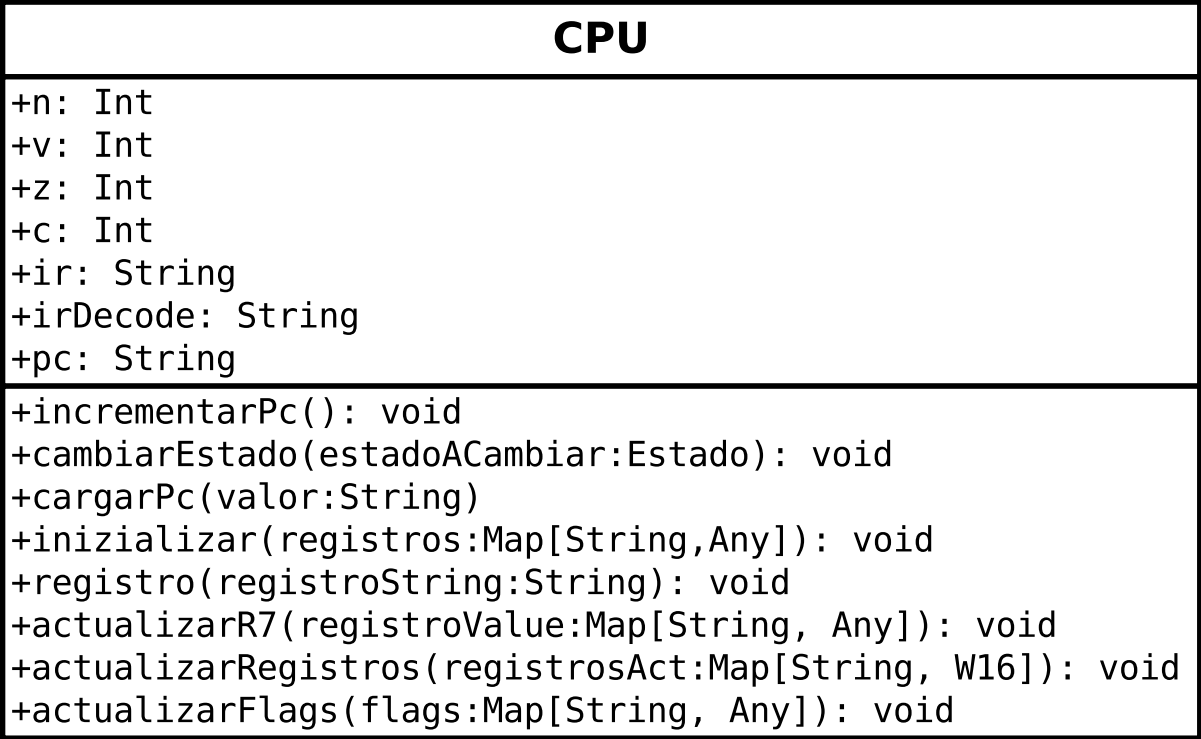 CPU
+n: Int
+v: Int
+z: Int
+c: Int
+ir: String
+irDecode: String
+pc: String
+incrementarPc(): void
+cambiarEstado(estadoACambiar:Estado): void
+cargarPc(valor:String)
+inizializar(registros:Map[String,Any]): void
+registro(registroString:String): void
+actualizarR7(registroValue:Map[String, Any]): void
+actualizarRegistros(registrosAct:Map[String, W16]): void
+actualizarFlags(flags:Map[String, Any]): void